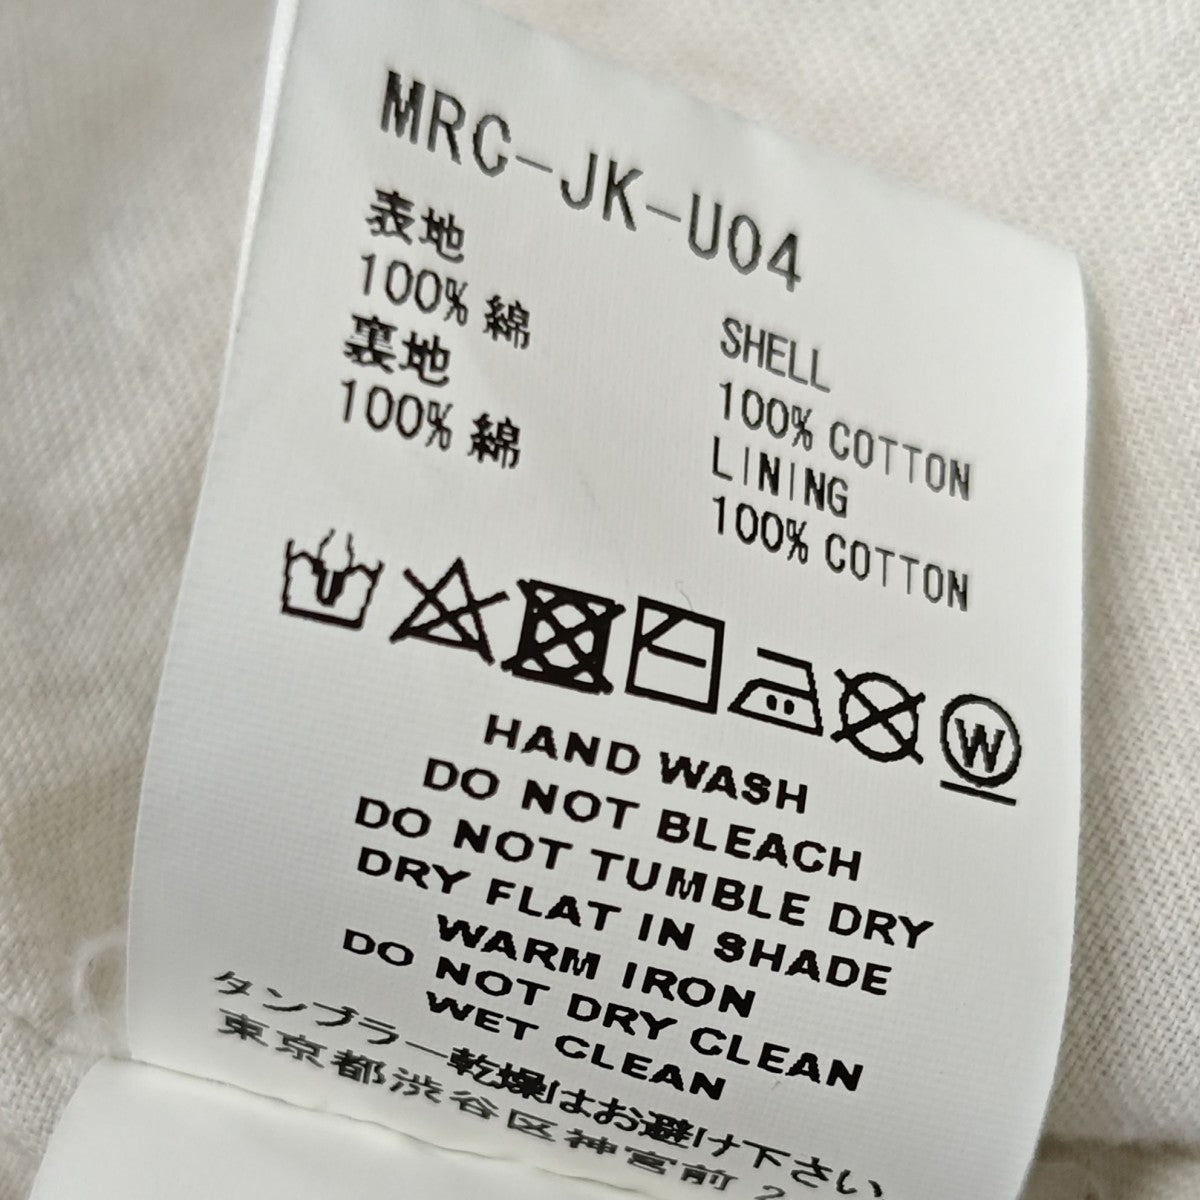 MRC-JK-U04
表地
100% 綿
裏地
100% 綿
SHELL
100% COTTON
LINING
100% COTTON
W
HAND WASH
DO NOT BLEACH
DO NOT TUMBLE DRY
DRY FLAT IN SHADE
WARM IRON
DO NOT DRY CLEAN
WET CLEAN
タンブラー乾燥はお避け下さい
東京都渋谷区神宮前 2